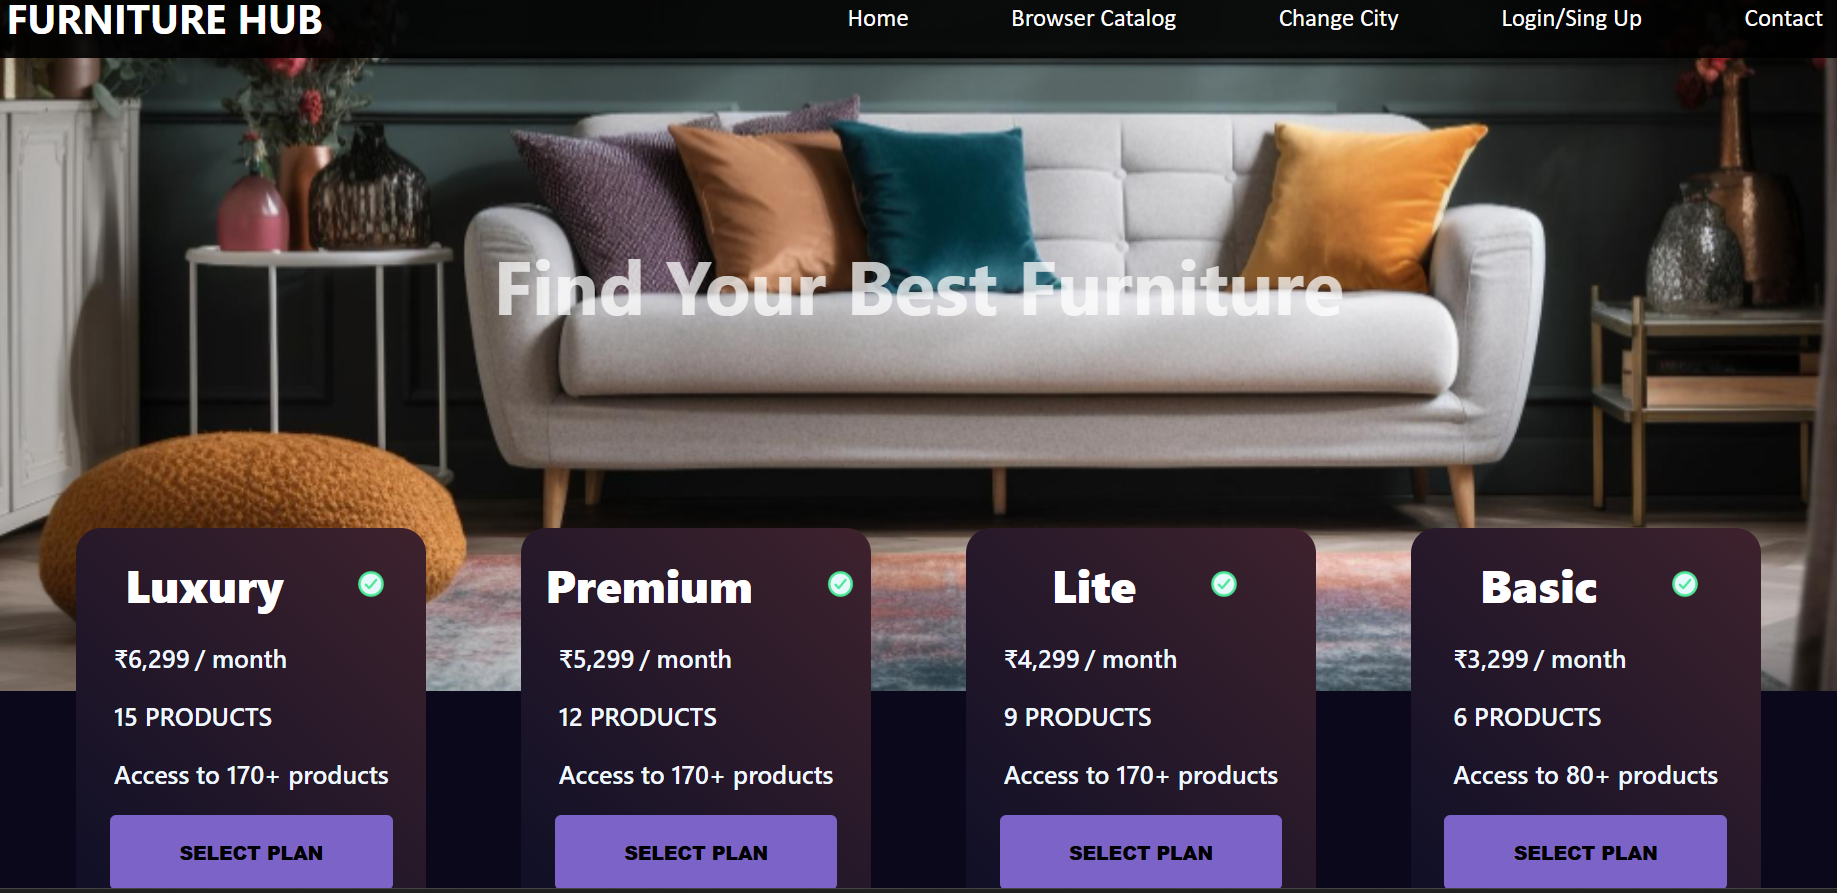 FURNITURE HUB
Home Browser Catalog Change City Login/Sing Up Contact
Find Your Best Furniture
Luxury
₹6,299 / month
15 PRODUCTS
Access to 170+ products
SELECT PLAN
Premium
₹5,299 / month
12 PRODUCTS
Access to 170+ products
SELECT PLAN
Lite
₹4,299 / month
9 PRODUCTS
Access to 170+ products
SELECT PLAN
Basic
₹3,299 / month
6 PRODUCTS
Access to 80+ products
SELECT PLAN